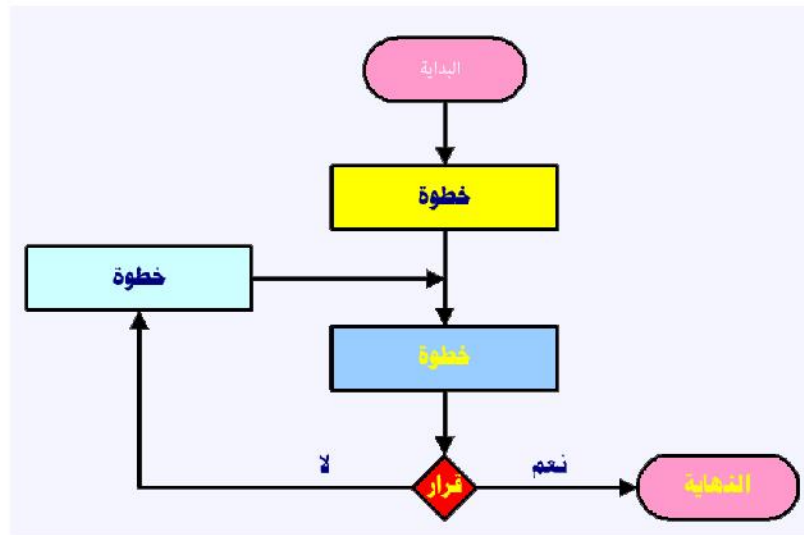 البداية
خطوة
خطوة
خطوة
لا
نعم
قرار
النهاية